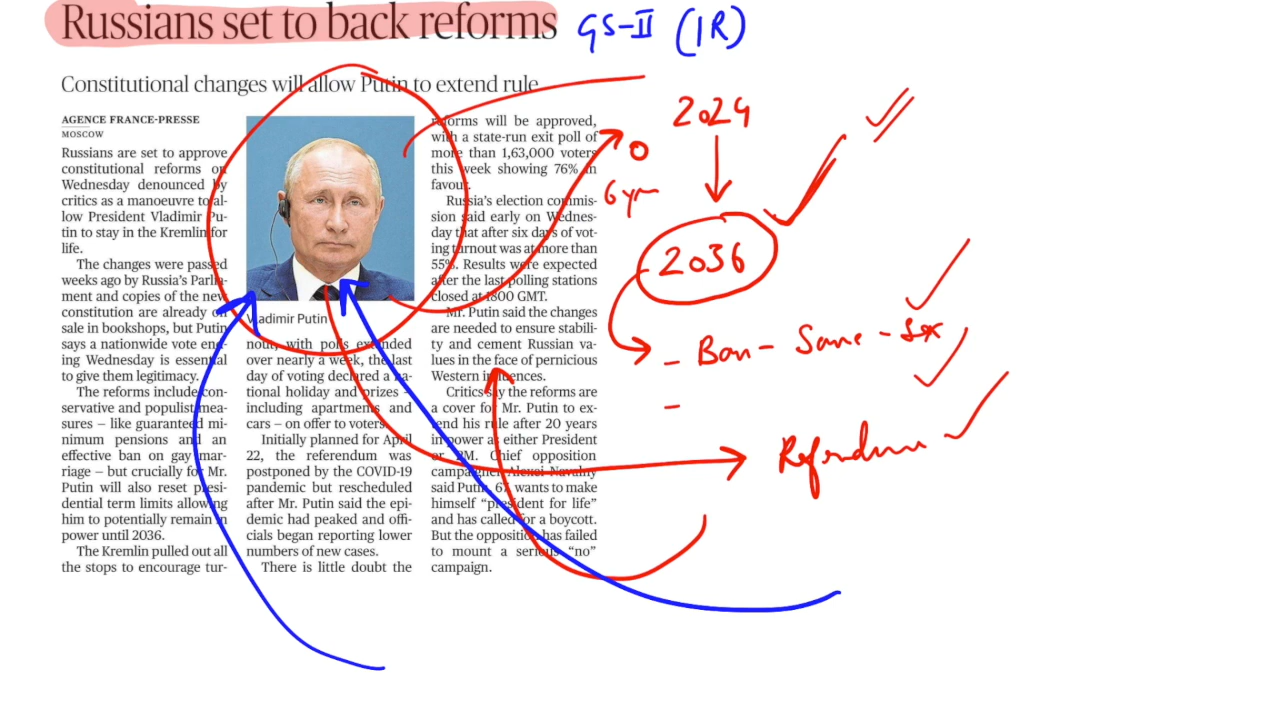 Russians set to back reforms
GS-II (IR)
Constitutional changes will allow Putin to extend rule
AGENCE FRANCE-PRESSE
MOSCOW
Russians are set to approve
constitutional reforms on
Wednesday denounced by
critics as a manoeuvre to al-
low President Vladimir Pu-
tin to stay in the Kremlin for
life.
The changes were passed
weeks ago by Russia's Parlia-
ment and copies of the new
constitution are already on
sale in bookshops, but Putin
says a nationwide vote end-
ing Wednesday is essential
to give them legitimacy.
The reforms include con-
servative and populist mea-
sures – like guaranteed mi-
nimum pensions and an
effective ban on gay mar-
riage – but crucially for Mr.
Putin will also reset presi-
dential term limits allowing
him to potentially remain in
power until 2036.
The Kremlin pulled out all
the stops to encourage tur-
Vladimir Putin
nout, with polls extended
over nearly a week, the last
day of voting declared a na-
tional holiday and prizes –
including apartments and
cars – on offer to voters.
Initially planned for April
22, the referendum was
postponed by the COVID-19
pandemic but rescheduled
after Mr. Putin said the epi-
demic had peaked and offi-
cials began reporting lower
numbers of new cases.
There is little doubt the
reforms will be approved,
with a state-run exit poll of
more than 1,63,000 voters
this week showing 76% in
favour.
Russia's election commis-
sion said early on Wednes-
day that after six days of vot-
ing turnout was at more than
55%. Results were expected
after the last polling stations
closed at 1800 GMT.
Mr. Putin said the changes
are needed to ensure stabili-
ty and cement Russian va-
lues in the face of pernicious
Western influences.
Critics say the reforms are
a cover for Mr. Putin to ex-
tend his rule after 20 years
in power as either President
or PM. Chief opposition
campaigner Alexei Navalny
said Putin, 67, wants to make
himself "president for life"
and has called for a boycott.
But the opposition has failed
to mount a serious "no"
campaign.
2024
6 yr
2036
- Ban - Same - Sex
-